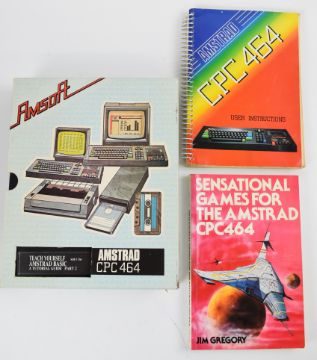 Amsoft
TEACH YOURSELF
AMSTRAD BASIC
A TUTORIAL GUIDE PART 2
AMSTRAD
CPC 464
AMSTRAD
CPC 464
USER INSTRUCTIONS
SENSATIONAL
GAMES FOR
THE AMSTRAD
CPC464
JIM GREGORY